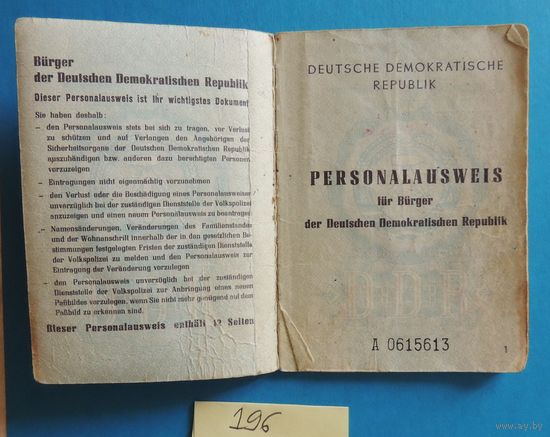 Bürger
der Deutschen Demokratischen Republik
Dieser Personalausweis ist Ihr wichtigstes Dokument
Sie haben deshalb:
– den Personalausweis stets bei sich zu tragen, vor Verlust
zu schützen und auf Verlangen den Angehörigen der
Sicherheitsorgane der Deutschen Demokratischen Republik
auszuhändigen bzw. anderen dazu berechtigten Personen
vorzuzeigen
– Eintragungen nicht eigenmächtig vorzunehmen
– den Verlust oder die Beschädigung eines Personalausweises
unverzüglich bei der zuständigen Dienststelle der Volkspolizei
anzuzeigen und einen neuen Personalausweis zu beantragen
– Namensänderungen, Veränderungen des Familienstandes
und der Wohnanschrift innerhalb der in den gesetzlichen Be-
stimmungen festgelegten Fristen der zuständigen Dienststelle
der Volkspolizei zu melden und den Personalausweis zur
Eintragung der Veränderung vorzulegen
– den Personalausweis unverzüglich bei der zuständigen
Dienststelle der Volkspolizei zur Anbringung eines neuen
Paßbildes vorzulegen, wenn Sie nicht mehr genügend auf dem
Paßbild zu erkennen sind.
Dieser Personalausweis enthält 12 Seiten
DEUTSCHE DEMOKRATISCHE
REPUBLIK
PERSONALAUSWEIS
für Bürger
der Deutschen Demokratischen Republik
A 0615613
1
196
www.ay.by